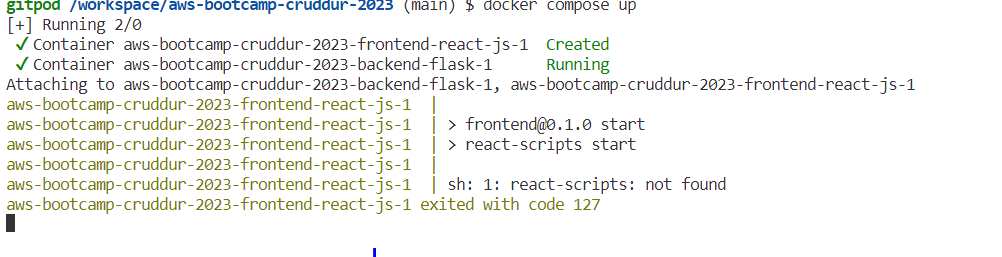 gitpod /workspace/aws-bootcamp-cruddur-2023 (main) $ docker compose up
[+] Running 2/0
✔ Container aws-bootcamp-cruddur-2023-frontend-react-js-1  Created
✔ Container aws-bootcamp-cruddur-2023-backend-flask-1      Running
Attaching to aws-bootcamp-cruddur-2023-backend-flask-1, aws-bootcamp-cruddur-2023-frontend-react-js-1
aws-bootcamp-cruddur-2023-frontend-react-js-1  |
aws-bootcamp-cruddur-2023-frontend-react-js-1  | > frontend@0.1.0 start
aws-bootcamp-cruddur-2023-frontend-react-js-1  | > react-scripts start
aws-bootcamp-cruddur-2023-frontend-react-js-1  |
aws-bootcamp-cruddur-2023-frontend-react-js-1  | sh: 1: react-scripts: not found
aws-bootcamp-cruddur-2023-frontend-react-js-1 exited with code 127